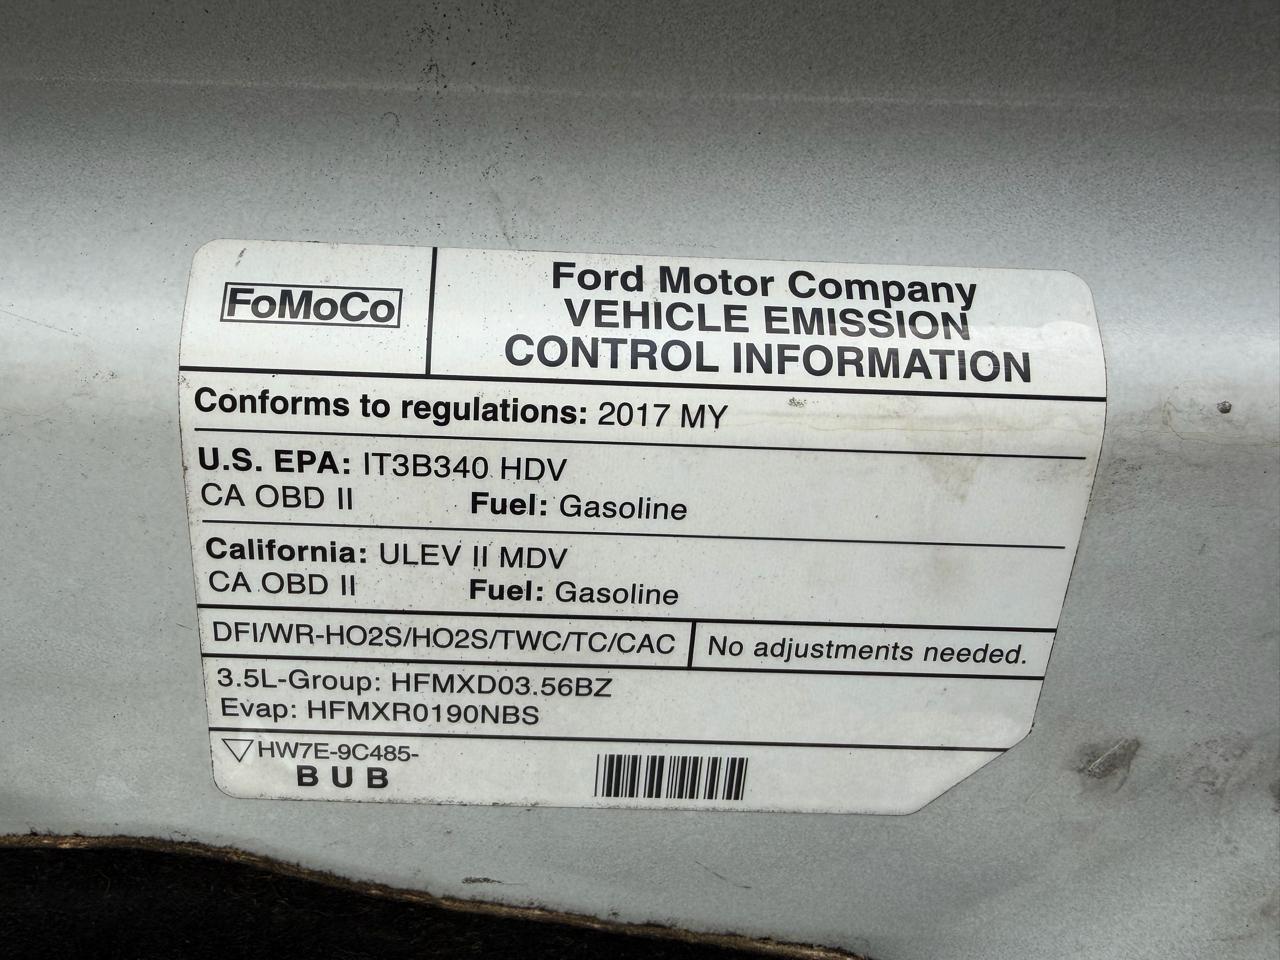 FoMoCo
Ford Motor Company
VEHICLE EMISSION
CONTROL INFORMATION
Conforms to regulations: 2017 MY
U.S. EPA: IT3B340 HDV
CA OBD II Fuel: Gasoline
California: ULEV II MDV
CA OBD II Fuel: Gasoline
DFI/WR-HO2S/HO2S/TWC/TC/CAC No adjustments needed.
3.5L-Group: HFMXD03.56BZ
Evap: HFMXR0190NBS
HW7E-9C485-
B U B